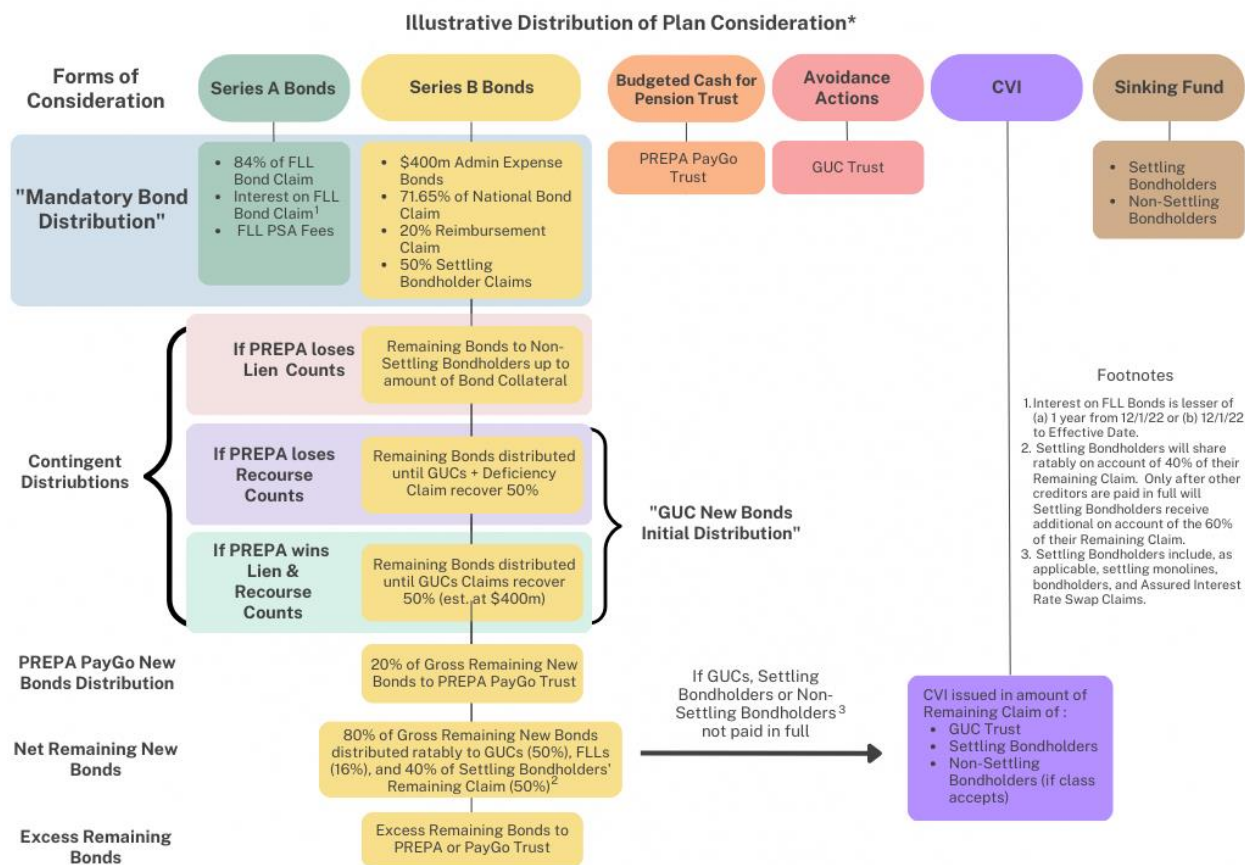 Illustrative Distribution of Plan Consideration*
Forms of
Consideration
Series A Bonds
Series B Bonds
Budgeted Cash for
Pension Trust
Avoidance
Actions
CVI
Sinking Fund
"Mandatory Bond
Distribution"
• 84% of FLL
Bond Claim
• Interest on FLL
Bond Claim1
• FLL PSA Fees
• $400m Admin Expense
Bonds
• 71.65% of National Bond
Claim
• 20% Reimbursement
Claim
• 50% Settling
Bondholder Claims
PREPA PayGo
Trust
GUC Trust
• Settling
Bondholders
• Non-Settling
Bondholders
Contingent
Distriubtions
If PREPA loses
Lien Counts
Remaining Bonds to Non-
Settling Bondholders up to
amount of Bond Collateral
If PREPA loses
Recourse
Counts
Remaining Bonds distributed
until GUCs + Deficiency
Claim recover 50%
If PREPA wins
Lien &
Recourse
Counts
Remaining Bonds distributed
until GUCs Claims recover
50% (est. at $400m)
"GUC New Bonds
Initial Distribution"
Footnotes
1. Interest on FLL Bonds is lesser of
(a) 1 year from 12/1/22 or (b) 12/1/22
to Effective Date.
2. Settling Bondholders will share
ratably on account of 40% of their
Remaining Claim. Only after other
creditors are paid in full will
Settling Bondholders receive
additional on account of the 60%
of their Remaining Claim.
3. Settling Bondholders include, as
applicable, settling monolines,
bondholders, and Assured Interest
Rate Swap Claims.
PREPA PayGo New
Bonds Distribution
20% of Gross Remaining New
Bonds to PREPA PayGo Trust
Net Remaining New
Bonds
80% of Gross Remaining New Bonds
distributed ratably to GUCs (50%), FLLs
(16%), and 40% of Settling Bondholders'
Remaining Claim (50%)2
If GUCs, Settling
Bondholders or Non-
Settling Bondholders3
not paid in full
CVI issued in amount of
Remaining Claim of :
• GUC Trust
• Settling Bondholders
• Non-Settling
Bondholders (if class
accepts)
Excess Remaining
Bonds
Excess Remaining Bonds to
PREPA or PayGo Trust